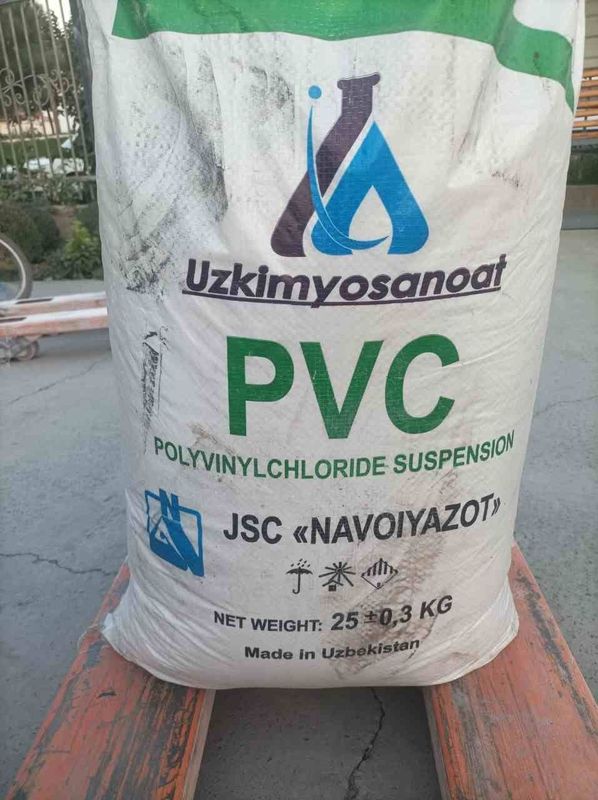 Uzkimyosanoat
PVC
POLYVINYLCHLORIDE SUSPENSION
JSC «NAVOIYAZOT»
NET WEIGHT: 25 ±0,3 KG
Made in Uzbekistan